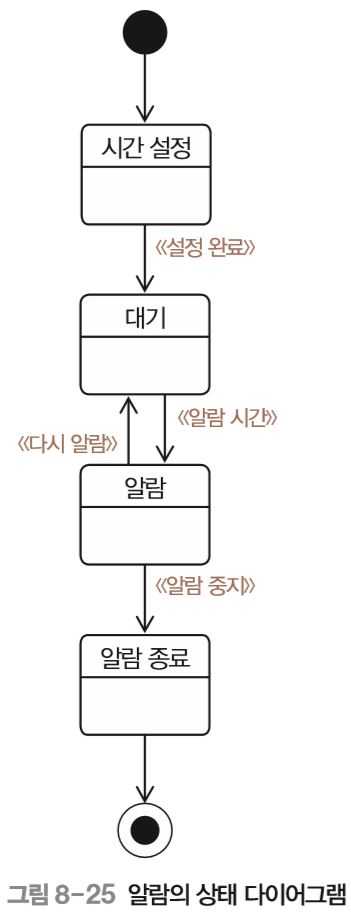 시간 설정
《설정 완료》
대기
《알람 시간》
《다시 알람》
알람
《알람 중지》
알람 종료
그림 8-25 알람의 상태 다이어그램